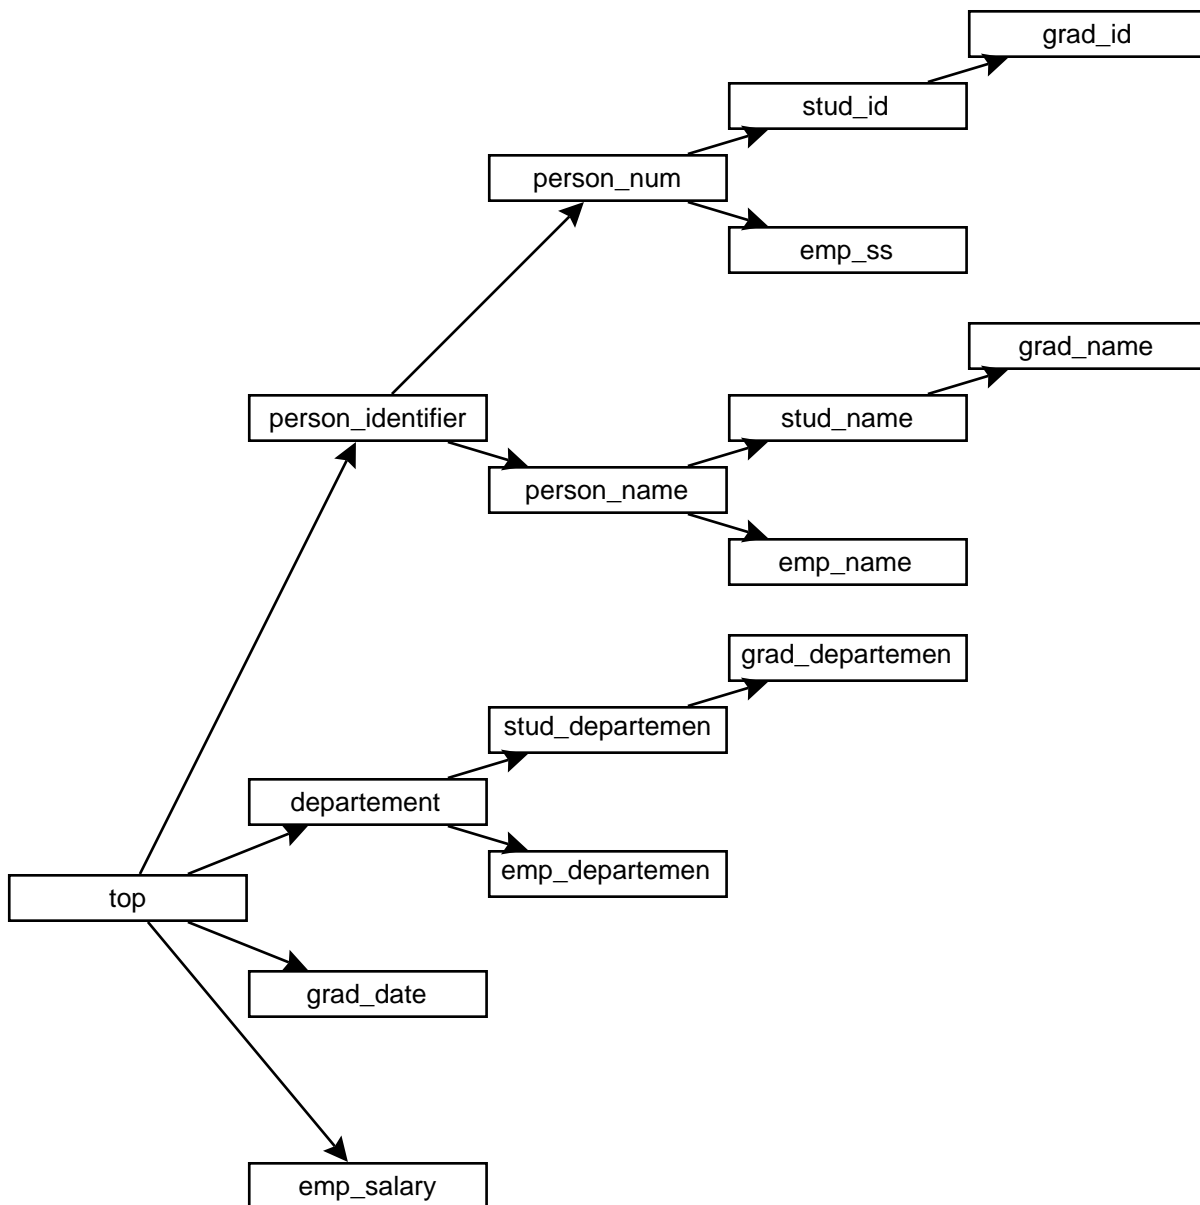 grad_id
stud_id
person_num
emp_ss
grad_name
person_identifier
stud_name
person_name
emp_name
grad_departemen
stud_departemen
departement
emp_departemen
top
grad_date
emp_salary